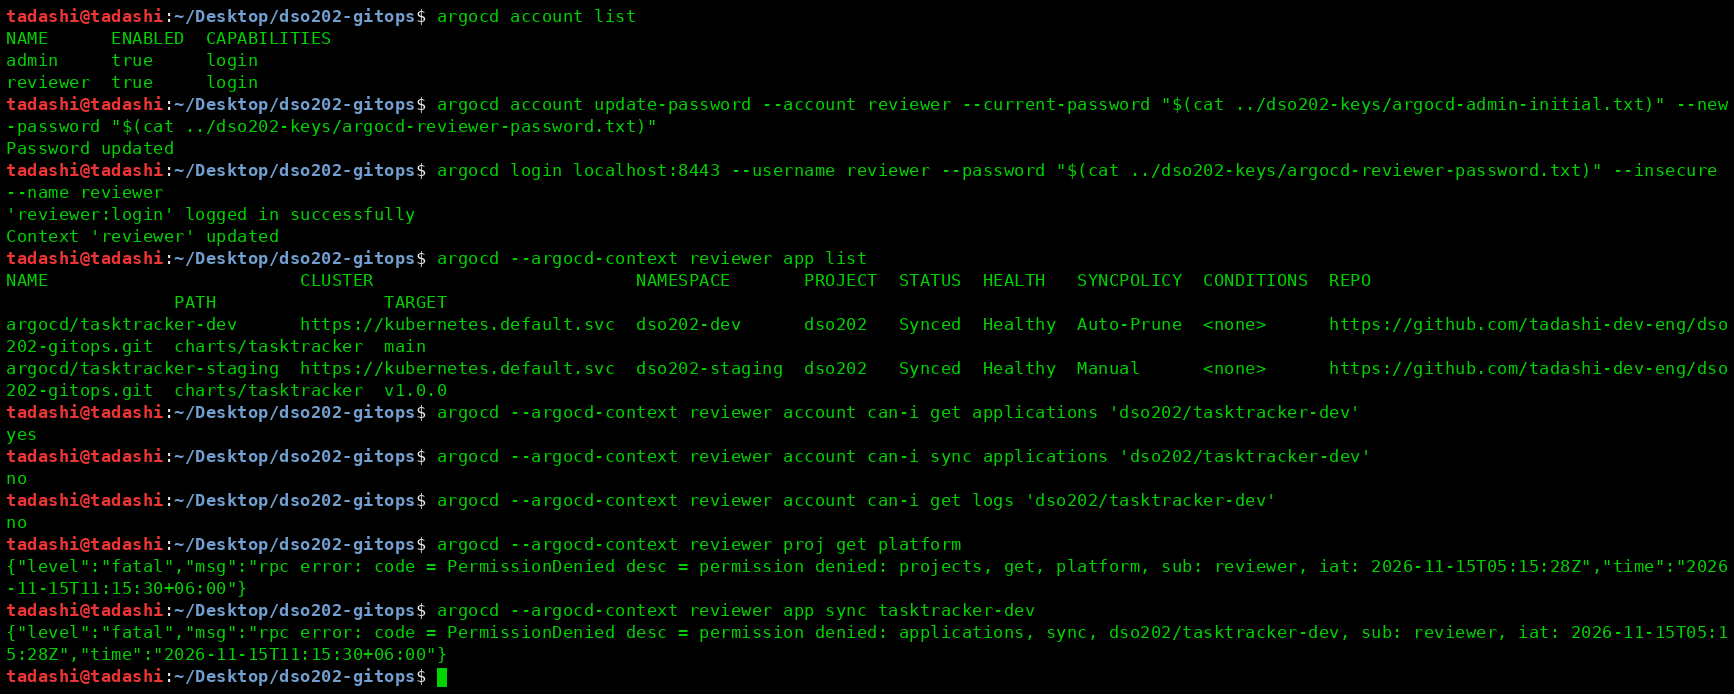 tadashi@tadashi:~/Desktop/dso202-gitops$ argocd account list
NAME      ENABLED  CAPABILITIES
admin     true     login
reviewer  true     login
tadashi@tadashi:~/Desktop/dso202-gitops$ argocd account update-password --account reviewer --current-password "$(cat ../dso202-keys/argocd-admin-initial.txt)" --new
-password "$(cat ../dso202-keys/argocd-reviewer-password.txt)"
Password updated
tadashi@tadashi:~/Desktop/dso202-gitops$ argocd login localhost:8443 --username reviewer --password "$(cat ../dso202-keys/argocd-reviewer-password.txt)" --insecure
--name reviewer
'reviewer:login' logged in successfully
Context 'reviewer' updated
tadashi@tadashi:~/Desktop/dso202-gitops$ argocd --argocd-context reviewer app list
NAME                        CLUSTER                         NAMESPACE       PROJECT  STATUS  HEALTH   SYNCPOLICY  CONDITIONS  REPO
                PATH                TARGET
argocd/tasktracker-dev      https://kubernetes.default.svc  dso202-dev      dso202   Synced  Healthy  Auto-Prune  <none>      https://github.com/tadashi-dev-eng/dso
202-gitops.git  charts/tasktracker  main
argocd/tasktracker-staging  https://kubernetes.default.svc  dso202-staging  dso202   Synced  Healthy  Manual      <none>      https://github.com/tadashi-dev-eng/dso
202-gitops.git  charts/tasktracker  v1.0.0
tadashi@tadashi:~/Desktop/dso202-gitops$ argocd --argocd-context reviewer account can-i get applications 'dso202/tasktracker-dev'
yes
tadashi@tadashi:~/Desktop/dso202-gitops$ argocd --argocd-context reviewer account can-i sync applications 'dso202/tasktracker-dev'
no
tadashi@tadashi:~/Desktop/dso202-gitops$ argocd --argocd-context reviewer account can-i get logs 'dso202/tasktracker-dev'
no
tadashi@tadashi:~/Desktop/dso202-gitops$ argocd --argocd-context reviewer proj get platform
{"level":"fatal","msg":"rpc error: code = PermissionDenied desc = permission denied: projects, get, platform, sub: reviewer, iat: 2026-11-15T05:15:28Z","time":"2026
-11-15T11:15:30+06:00"}
tadashi@tadashi:~/Desktop/dso202-gitops$ argocd --argocd-context reviewer app sync tasktracker-dev
{"level":"fatal","msg":"rpc error: code = PermissionDenied desc = permission denied: applications, sync, dso202/tasktracker-dev, sub: reviewer, iat: 2026-11-15T05:1
5:28Z","time":"2026-11-15T11:15:30+06:00"}
tadashi@tadashi:~/Desktop/dso202-gitops$